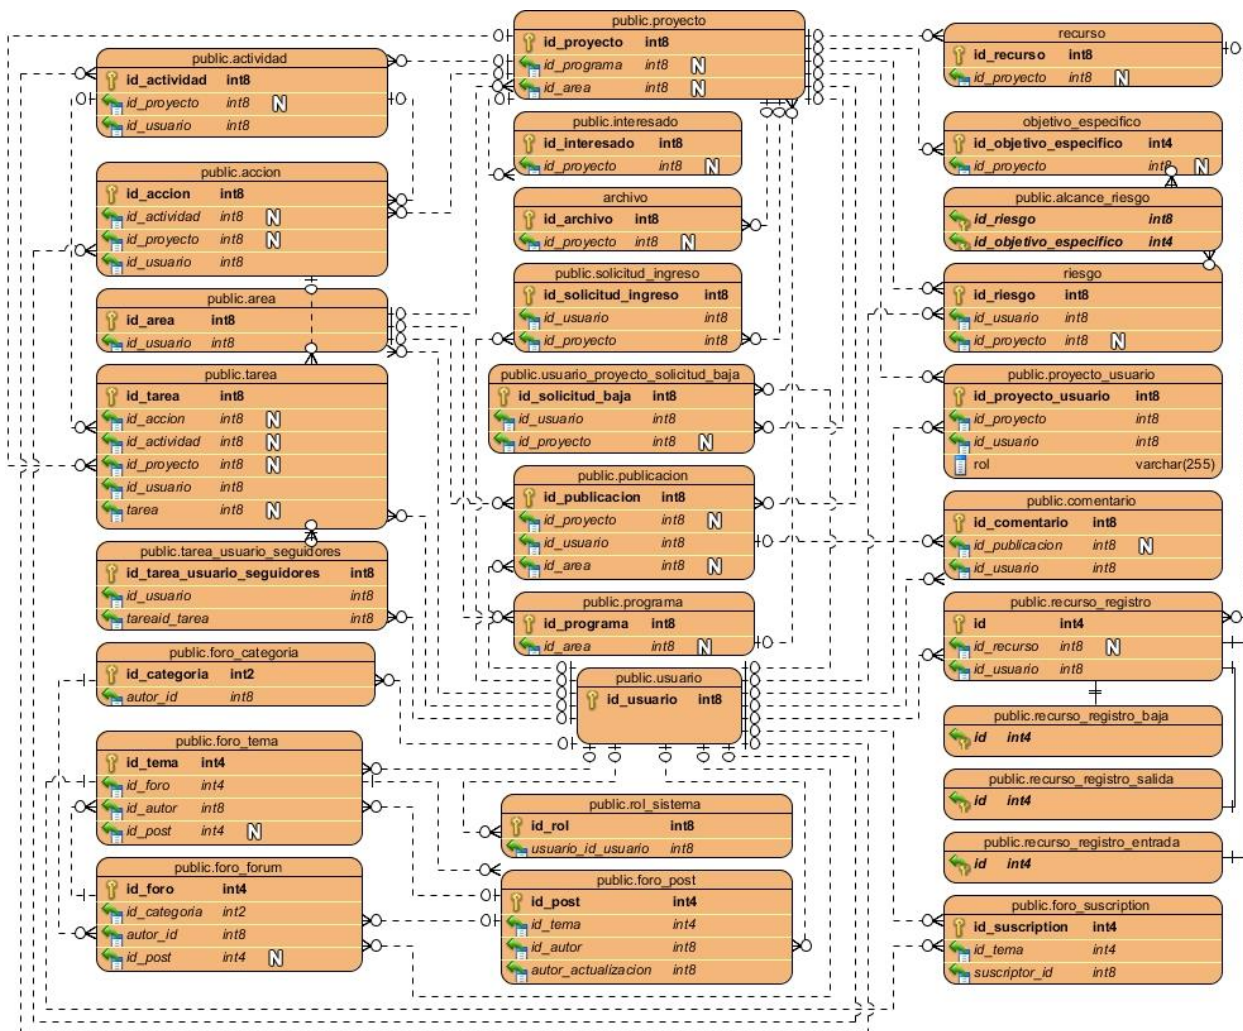 public.actividad
id_actividad int8
id_proyecto int8 N
id_usuario int8
public.accion
id_accion int8
id_actividad int8 N
id_proyecto int8 N
id_usuario int8
public.area
id_area int8
id_usuario int8
public.tarea
id_tarea int8
id_accion int8 N
id_actividad int8 N
id_proyecto int8 N
id_usuario int8
tarea int8 N
public.tarea_usuario_seguidores
id_tarea_usuario_seguidores int8
id_usuario int8
tareaid_tarea int8
public.foro_categoria
id_categoria int2
autor_id int8
public.foro_tema
id_tema int4
id_foro int4
id_autor int8
id_post int4 N
public.foro_forum
id_foro int4
id_categoria int2
autor_id int8
id_post int4 N
public.proyecto
id_proyecto int8
id_programa int8 N
id_area int8 N
public.interesado
id_interesado int8
id_proyecto int8 N
archivo
id_archivo int8
id_proyecto int8 N
public.solicitud_ingreso
id_solicitud_ingreso int8
id_usuario int8
id_proyecto int8
public.usuario_proyecto_solicitud_baja
id_solicitud_baja int8
id_usuario int8
id_proyecto int8 N
public.publicacion
id_publicacion int8
id_proyecto int8 N
id_usuario int8
id_area int8 N
public.programa
id_programa int8
id_area int8 N
public.usuario
id_usuario int8
public.rol_sistema
id_rol int8
usuario_id_usuario int8
public.foro_post
id_post int4
id_tema int4
id_autor int8
autor_actualizacion int8
recurso
id_recurso int8
id_proyecto int8 N
objetivo_especifico
id_objetivo_especifico int4
id_proyecto int8 N
public.alcance_riesgo
id_riesgo int8
id_objetivo_especifico int4
riesgo
id_riesgo int8
id_usuario int8
id_proyecto int8 N
public.proyecto_usuario
id_proyecto_usuario int8
id_proyecto int8
id_usuario int8
rol varchar(255)
public.comentario
id_comentario int8
id_publicacion int8 N
id_usuario int8
public.recurso_registro
id int4
id_recurso int8 N
id_usuario int8
public.recurso_registro_baja
id int4
public.recurso_registro_salida
id int4
public.recurso_registro_entrada
id int4
public.foro_suscription
id_suscription int4
id_tema int4
suscriptor_id int8